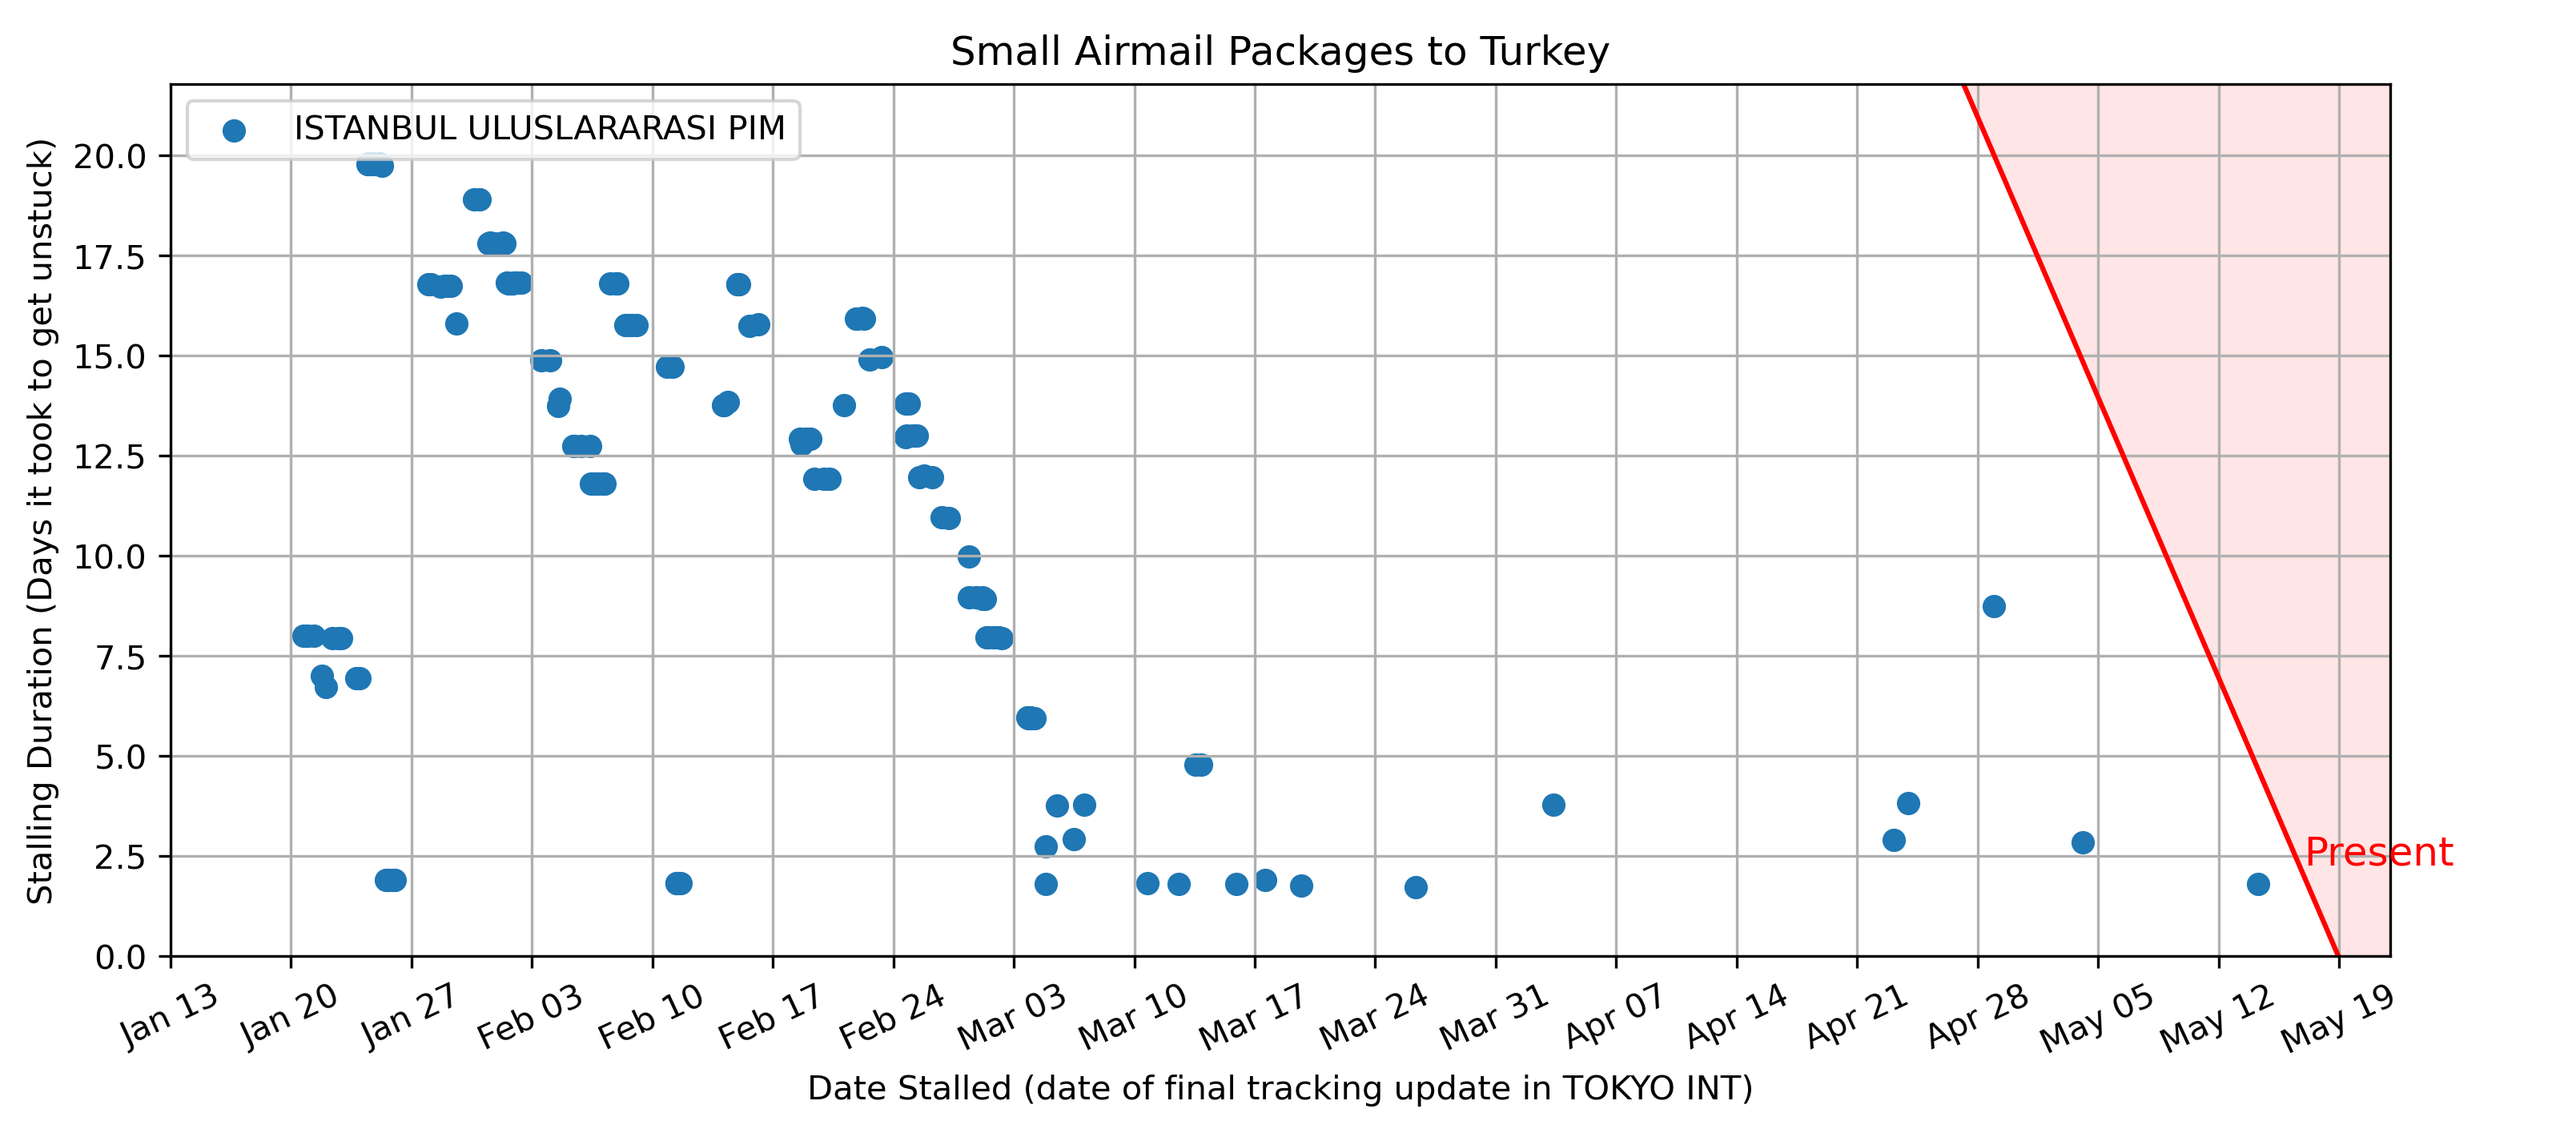 Small Airmail Packages to Turkey
ISTANBUL ULUSLARARASI PIM
Stalling Duration (Days it took to get unstuck)
20.0
17.5
15.0
12.5
10.0
7.5
5.0
2.5
0.0
Present
Jan 13
Jan 20
Jan 27
Feb 03
Feb 10
Feb 17
Feb 24
Mar 03
Mar 10
Mar 17
Mar 24
Mar 31
Apr 07
Apr 14
Apr 21
Apr 28
May 05
May 12
May 19
Date Stalled (date of final tracking update in TOKYO INT)